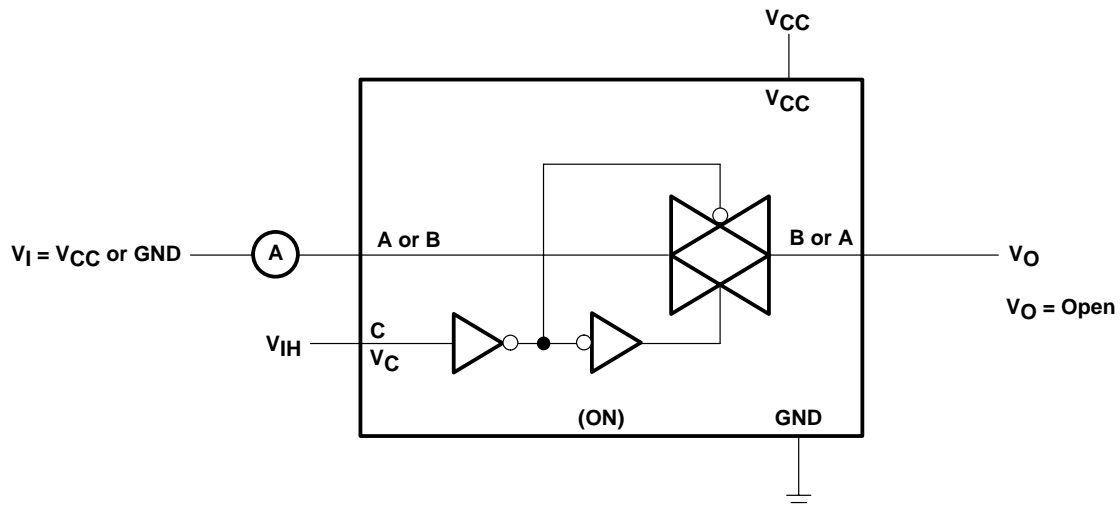 VCC
VCC
VI = VCC or GND
A
A or B
B or A
VO
VO = Open
VIH
C
VC
(ON)
GND